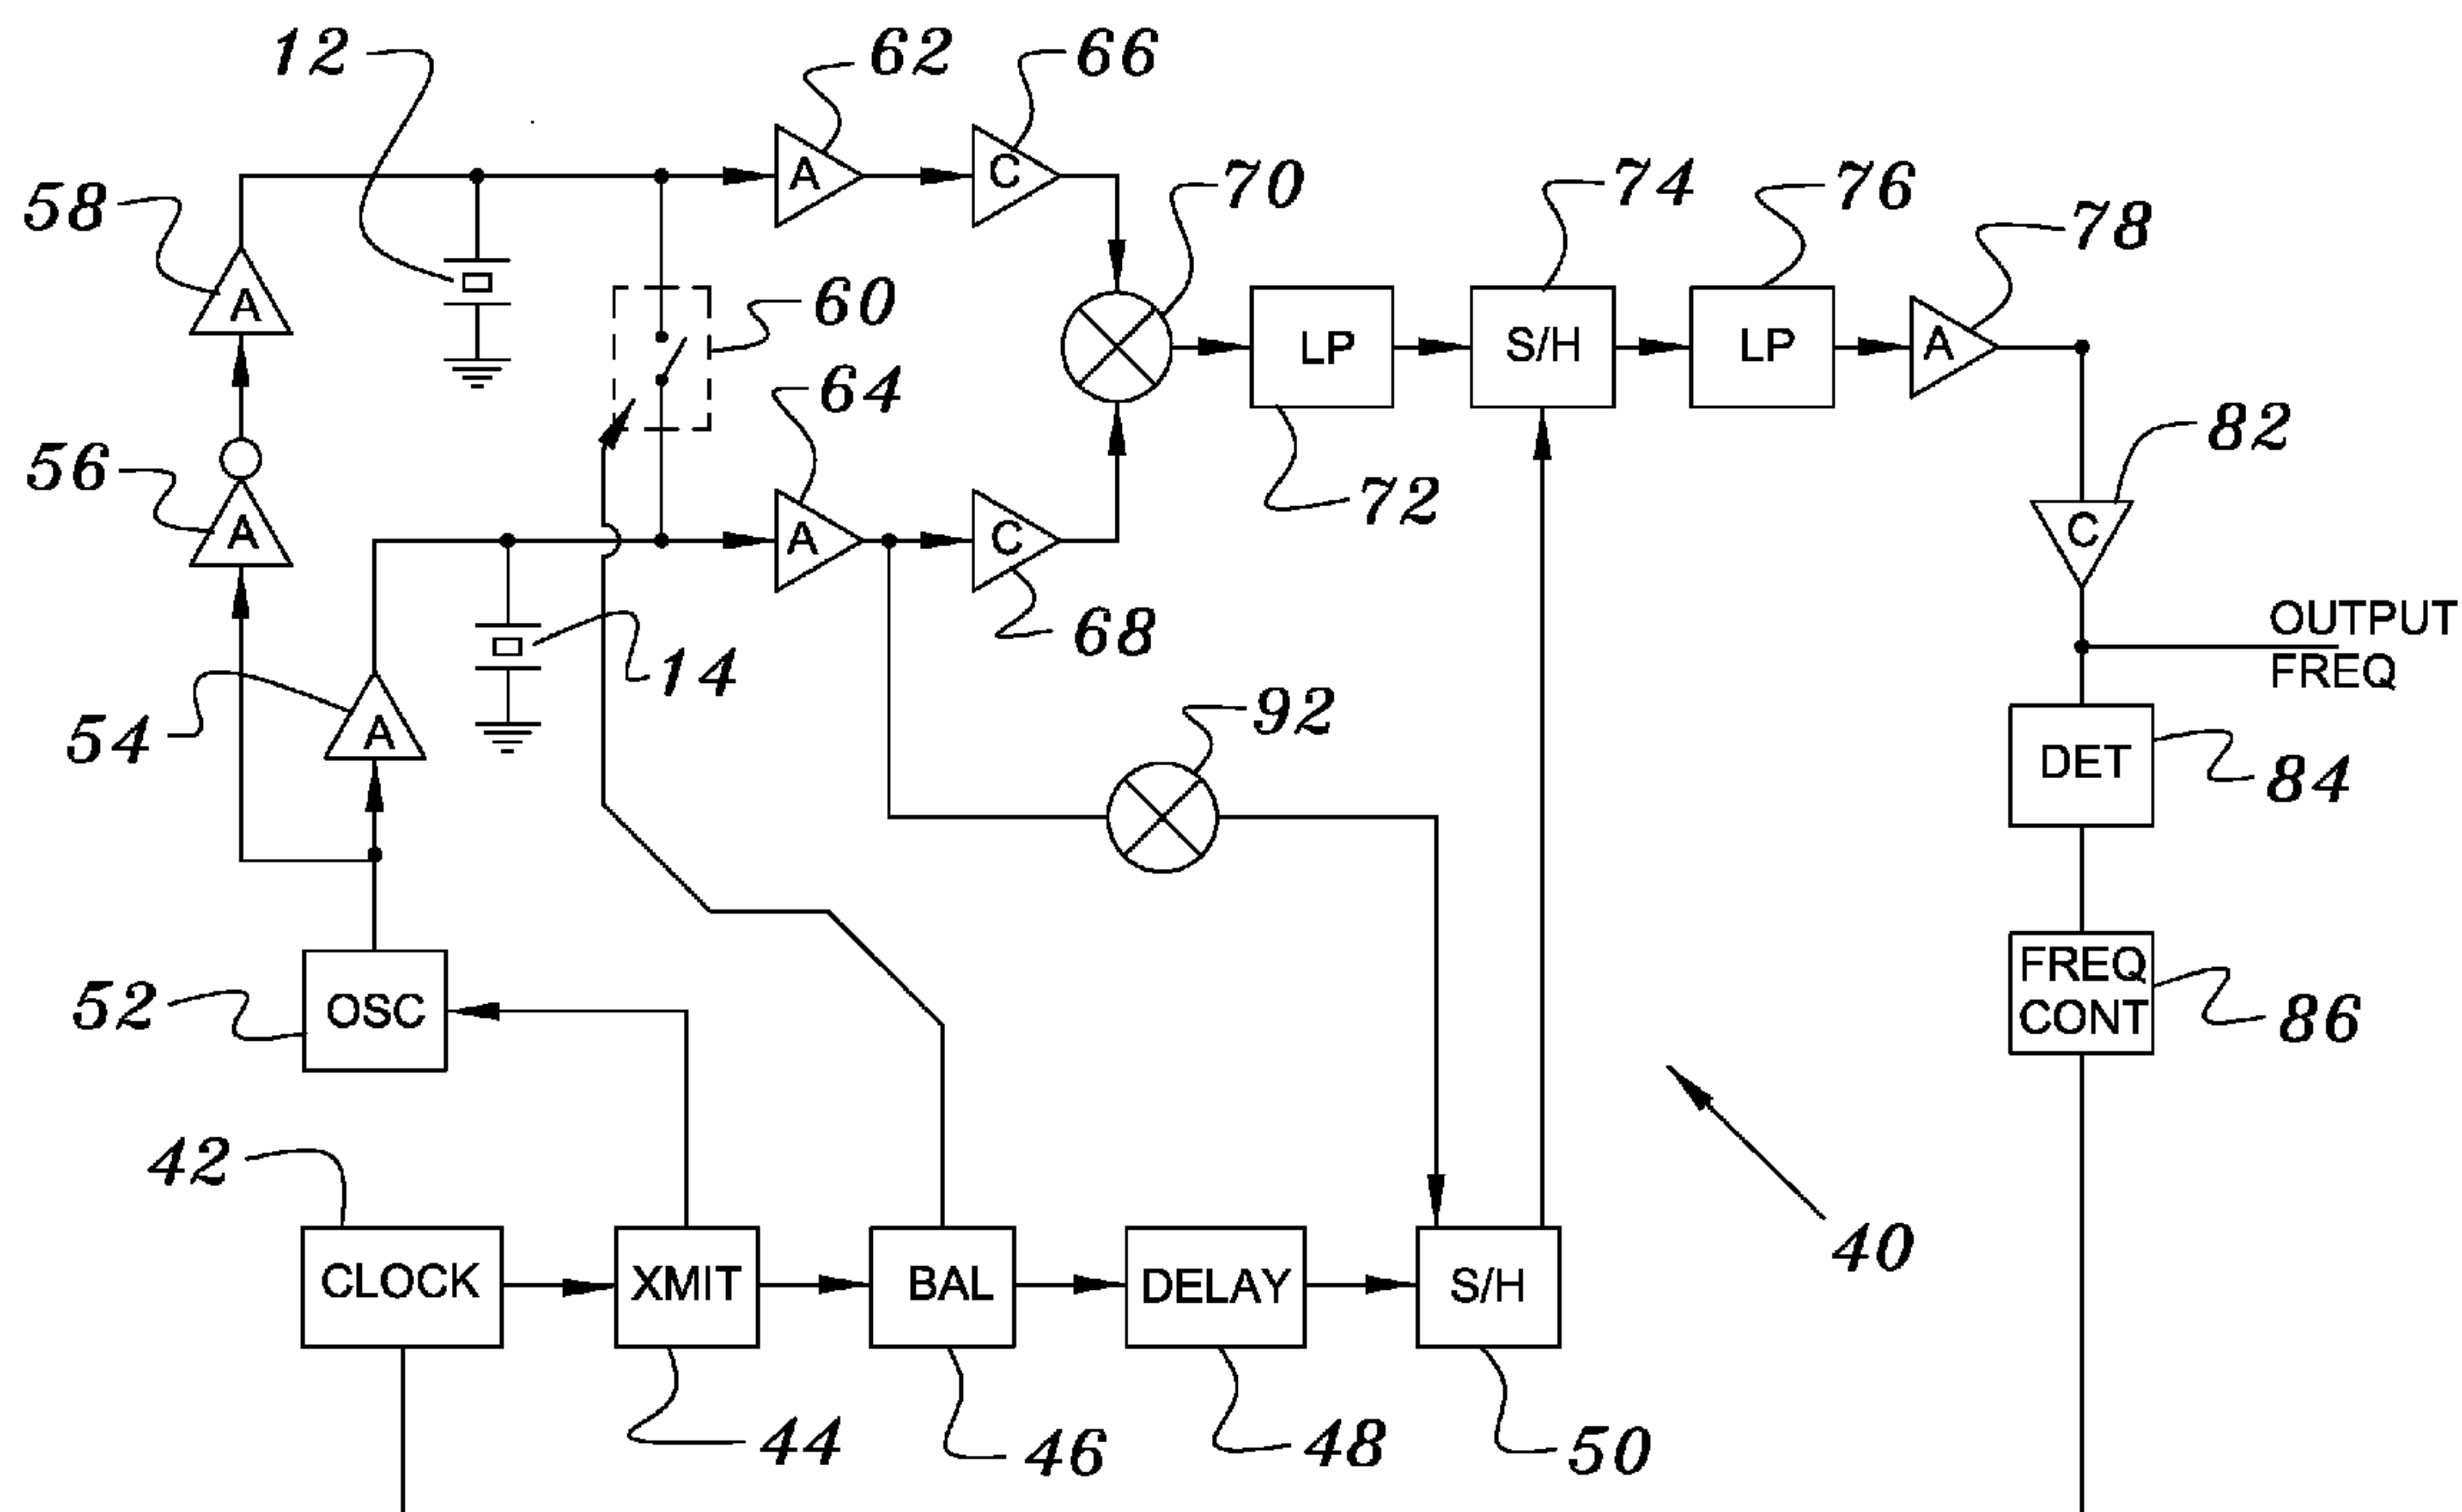 12
62
66
58
A
A
C
70
74
76
78
60
LP
S/H
LP
A
A
64
56
A
A
C
72
82
C
68
14
OUTPUT
FREQ
54
A
92
DET
84
52
OSC
FREQ
CONT
86
42
40
CLOCK
XMIT
BAL
DELAY
S/H
44
46
48
50